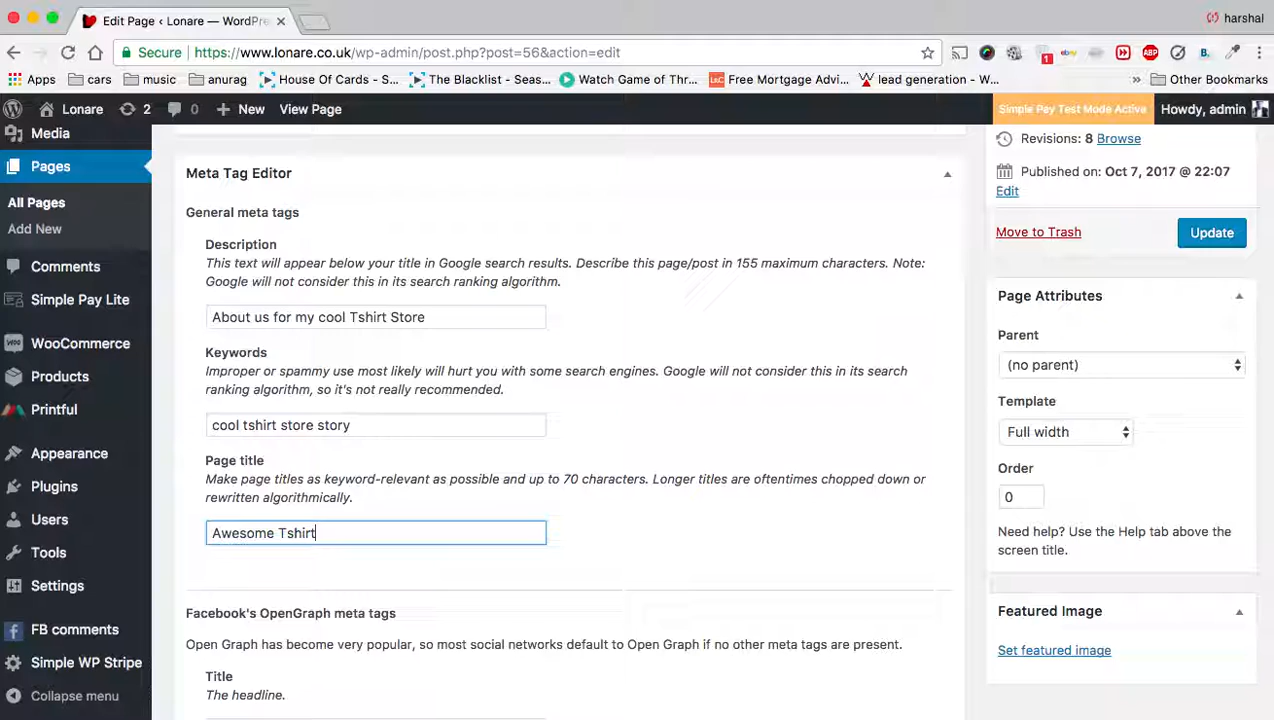 Edit Page ‹ Lonare — WordPre
harshal
Secure
https://www.lonare.co.uk/wp-admin/post.php?post=56&action=edit
Apps
cars
music
anurag
House Of Cards - S...
The Blacklist - Seas...
Watch Game of Thr...
Free Mortgage Advi...
lead generation - W...
»
Other Bookmarks
Lonare
2
0
New
View Page
Simple Pay Test Mode Active
Howdy, admin
Media
Pages
All Pages
Add New
Comments
Simple Pay Lite
WooCommerce
Products
Printful
Appearance
Plugins
Users
Tools
Settings
FB comments
Simple WP Stripe
Collapse menu
Meta Tag Editor
General meta tags
Description
This text will appear below your title in Google search results. Describe this page/post in 155 maximum characters. Note:
Google will not consider this in its search ranking algorithm.
About us for my cool Tshirt Store
Keywords
Improper or spammy use most likely will hurt you with some search engines. Google will not consider this in its search
ranking algorithm, so it's not really recommended.
cool tshirt store story
Page title
Make page titles as keyword-relevant as possible and up to 70 characters. Longer titles are oftentimes chopped down or
rewritten algorithmically.
Awesome Tshirt
Facebook's OpenGraph meta tags
Open Graph has become very popular, so most social networks default to Open Graph if no other meta tags are present.
Title
The headline.
Revisions: 8 Browse
Published on: Oct 7, 2017 @ 22:07
Edit
Move to Trash
Update
Page Attributes
Parent
(no parent)
Template
Full width
Order
0
Need help? Use the Help tab above the
screen title.
Featured Image
Set featured image